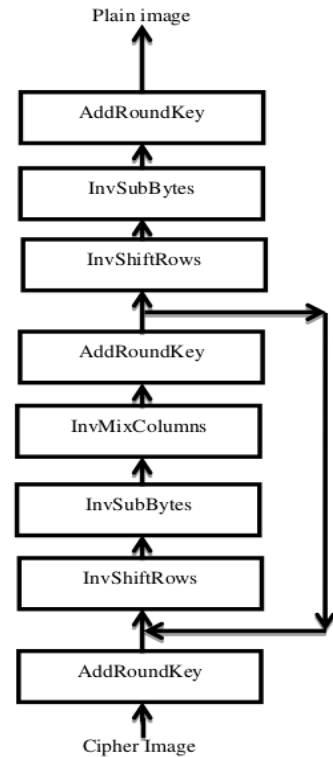 Plain image
AddRoundKey
InvSubBytes
InvShiftRows
AddRoundKey
InvMixColumns
InvSubBytes
InvShiftRows
AddRoundKey
Cipher Image